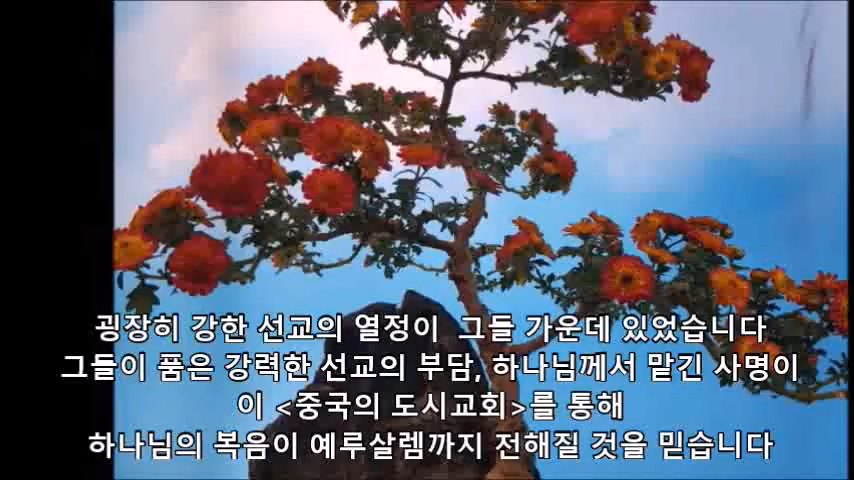 굉장히 강한 선교의 열정이 그들 가운데 있었습니다
그들이 품은 강력한 선교의 부담, 하나님께서 맡긴 사명이
이 <중국의 도시교회>를 통해
하나님의 복음이 예루살렘까지 전해질 것을 믿습니다